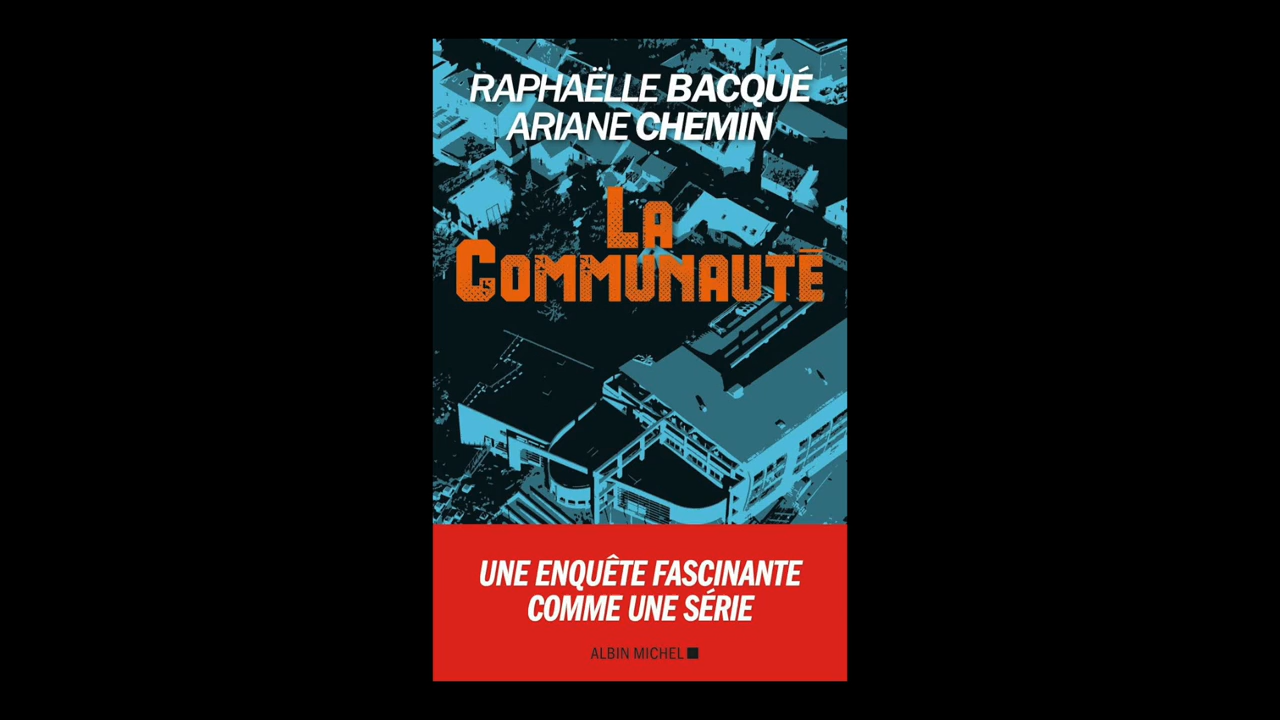 RAPHAËLLE BACQUÉ
ARIANE CHEMIN
LA
COMMUNAUTÉ
UNE ENQUÊTE FASCINANTE
COMME UNE SÉRIE
ALBIN MICHEL